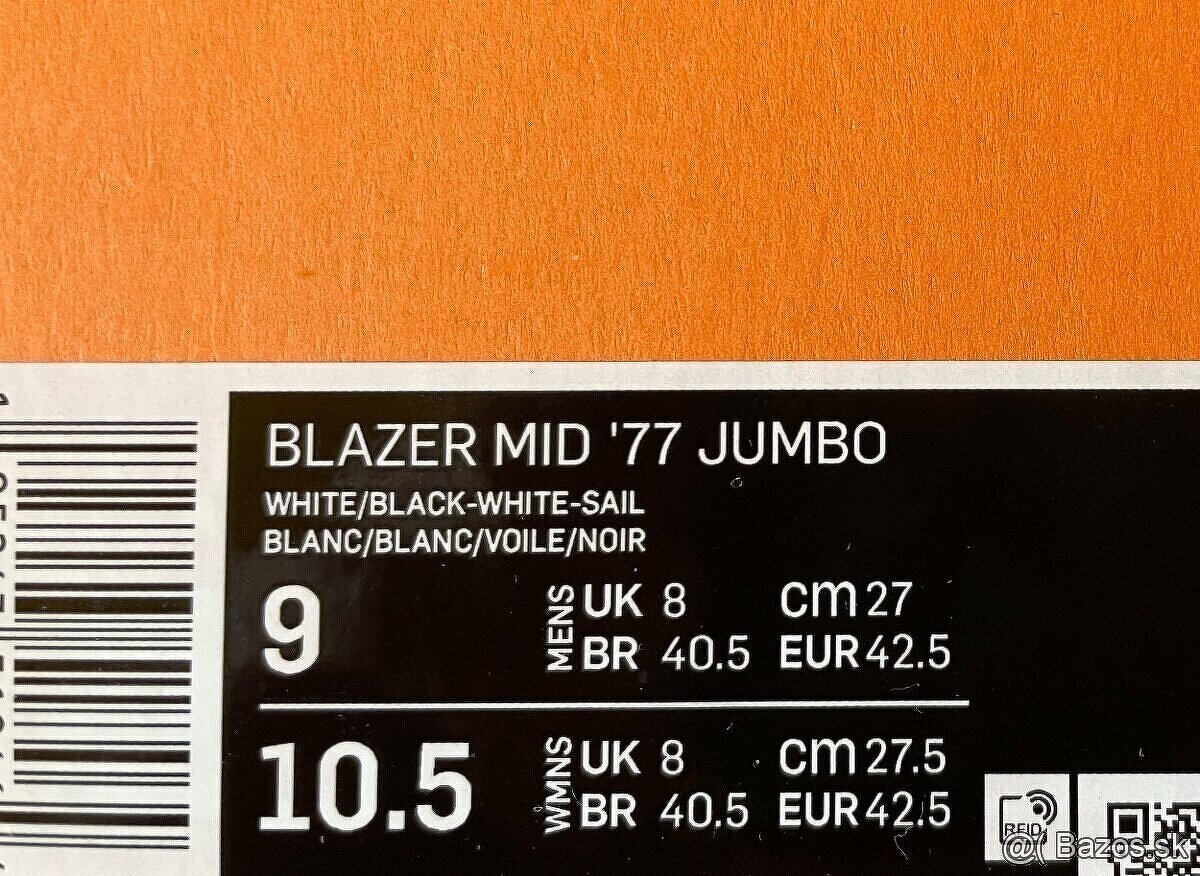 BLAZER MID '77 JUMBO
WHITE/BLACK-WHITE-SAIL
BLANC/BLANC/VOILE/NOIR
9 MENS UK 8 CM 27
BR 40.5 EUR 42.5
10.5 WMNS UK 8 CM 27.5
BR 40.5 EUR 42.5
RFID
Bazos.sk